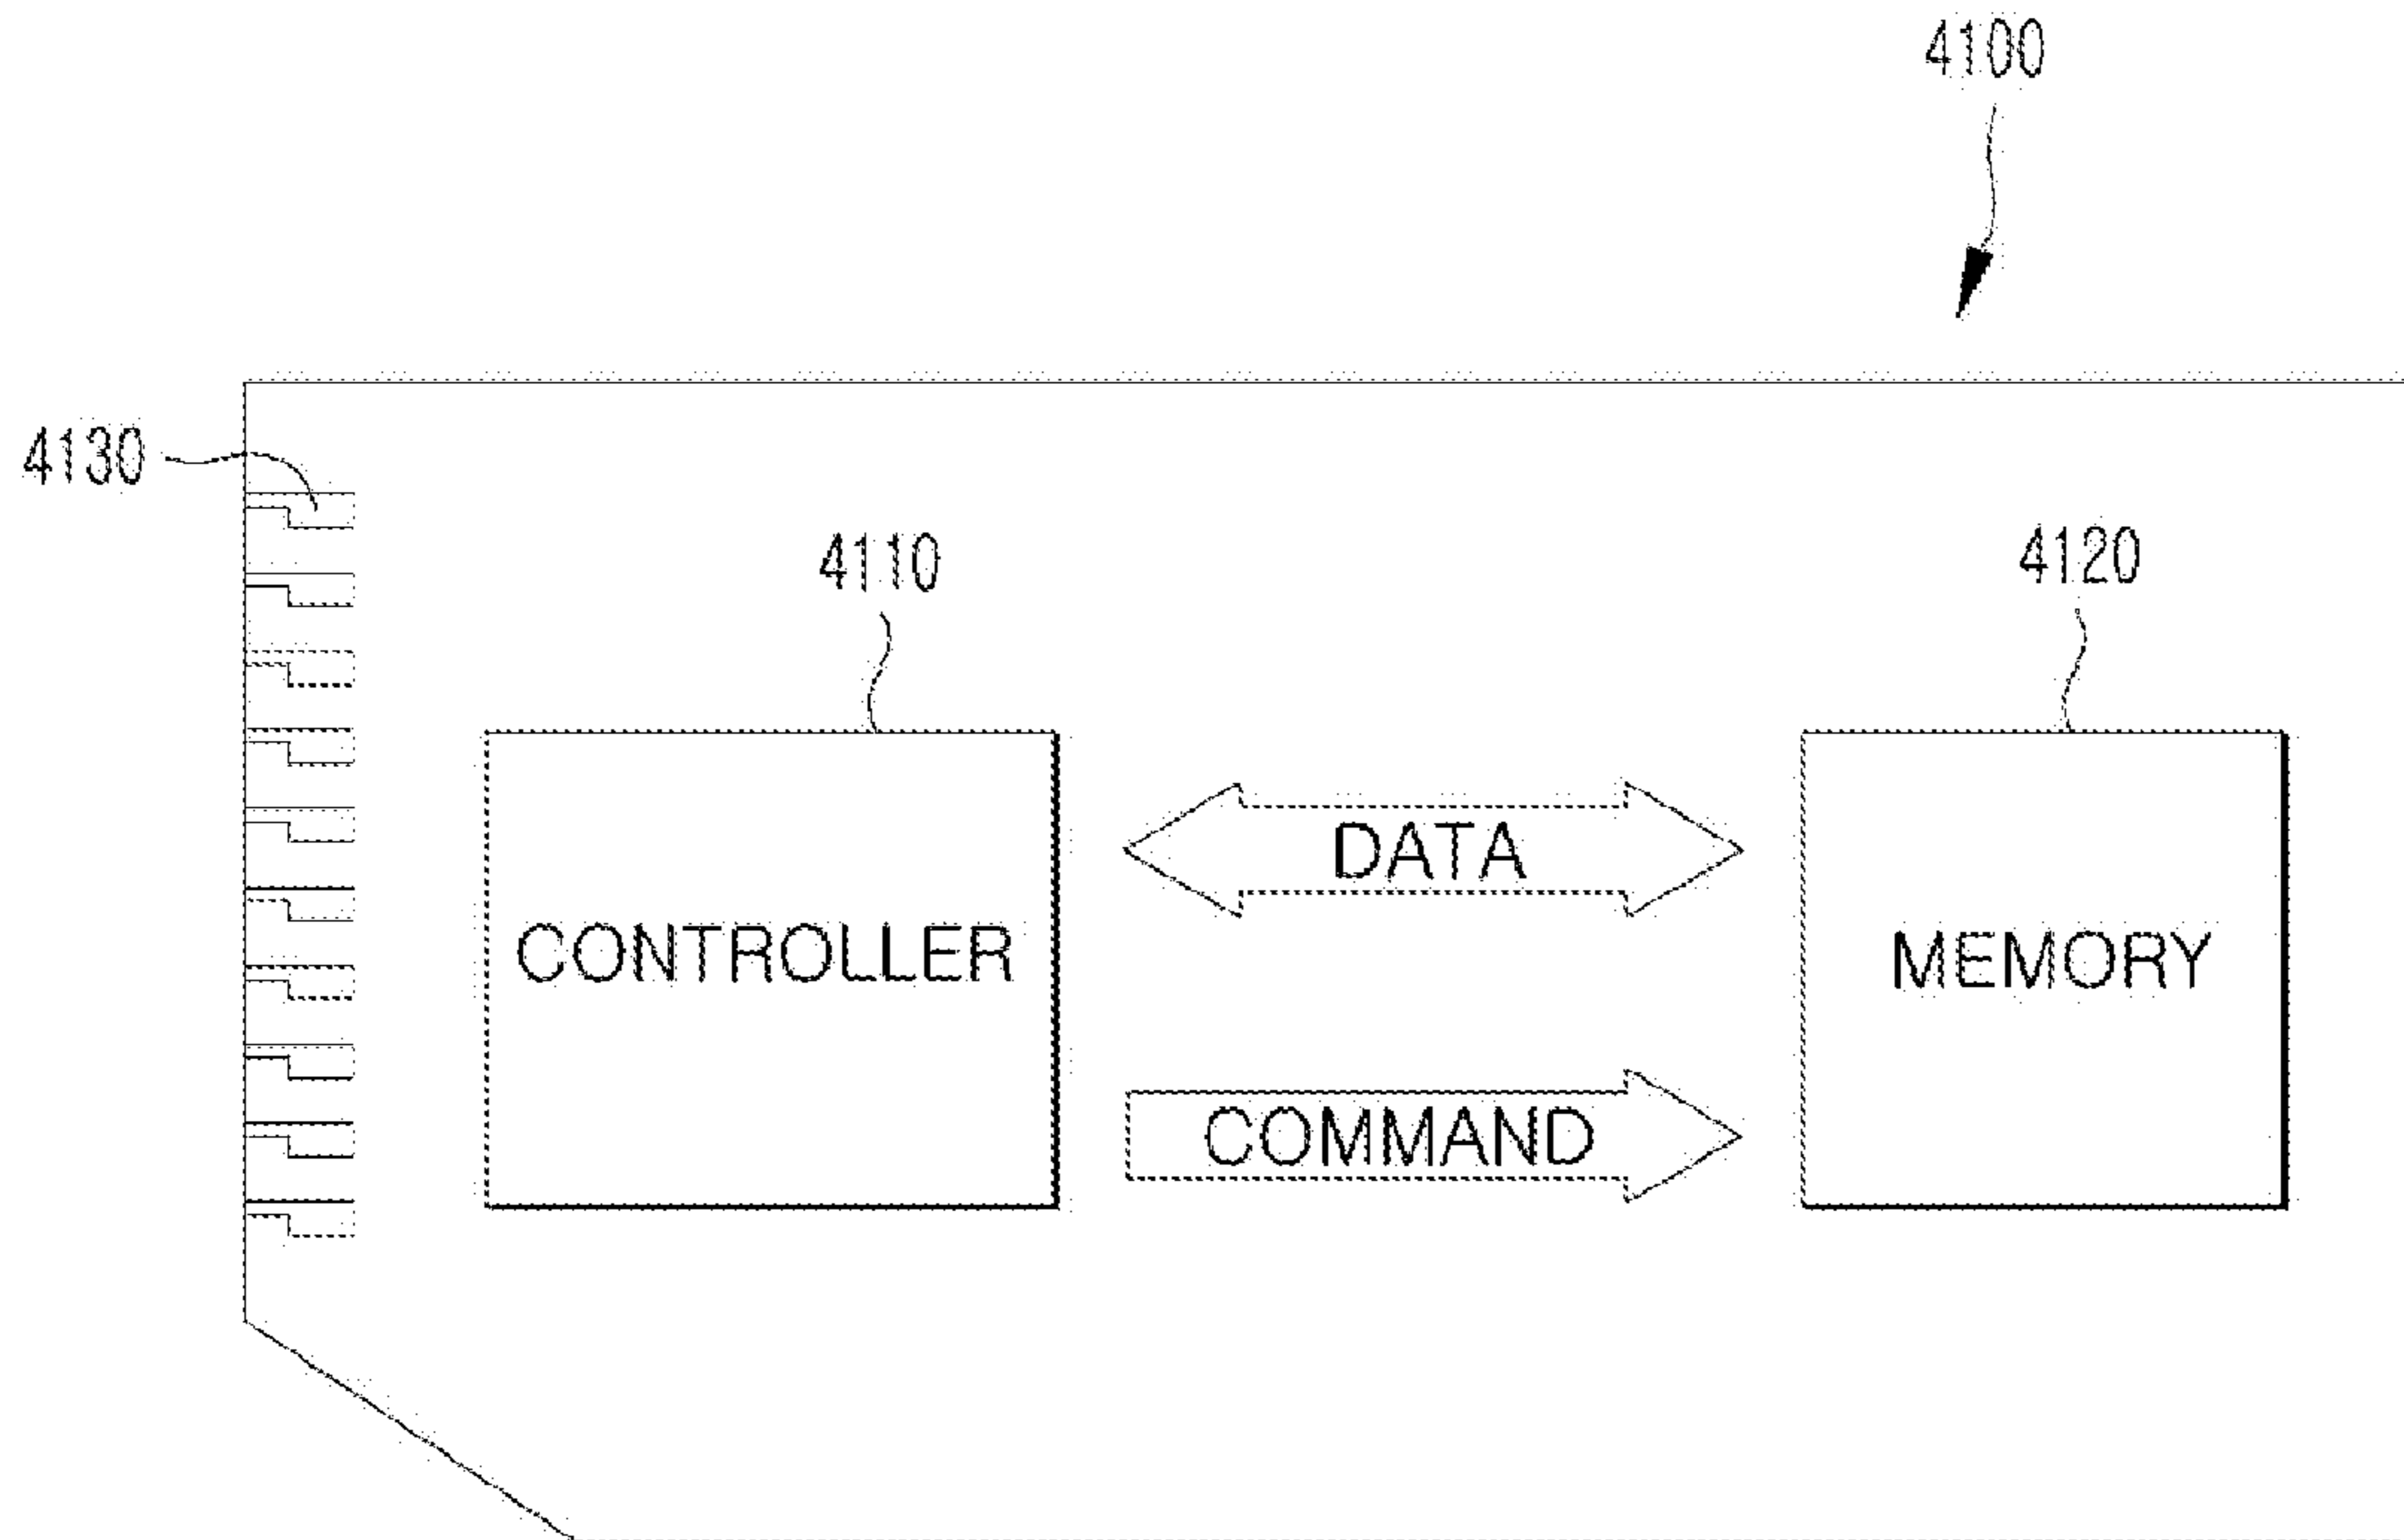 4100
4130
4110
4120
DATA
CONTROLLER
MEMORY
COMMAND